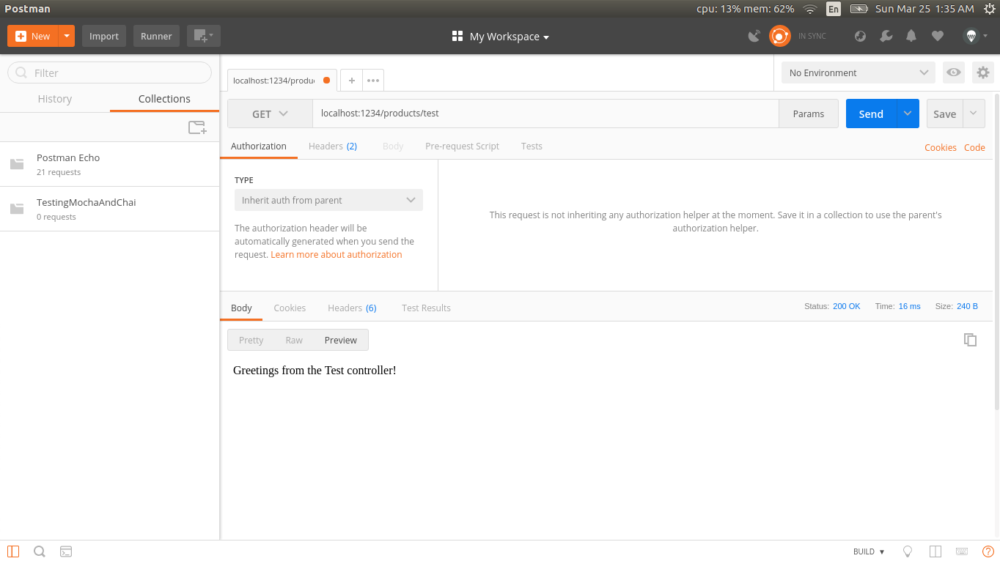 Postman
cpu: 13% mem: 62% En Sun Mar 25 1:35 AM
New Import Runner My Workspace IN SYNC
Filter
History Collections
Postman Echo
21 requests
TestingMochaAndChai
0 requests
localhost:1234/produc + ••• No Environment
GET localhost:1234/products/test Params Send Save
Authorization Headers (2) Body Pre-request Script Tests Cookies Code
TYPE
Inherit auth from parent
The authorization header will be
automatically generated when you send the
request. Learn more about authorization
This request is not inheriting any authorization helper at the moment. Save it in a collection to use the parent's
authorization helper.
Body Cookies Headers (6) Test Results Status: 200 OK Time: 16 ms Size: 240 B
Pretty Raw Preview
Greetings from the Test controller!
BUILD ?